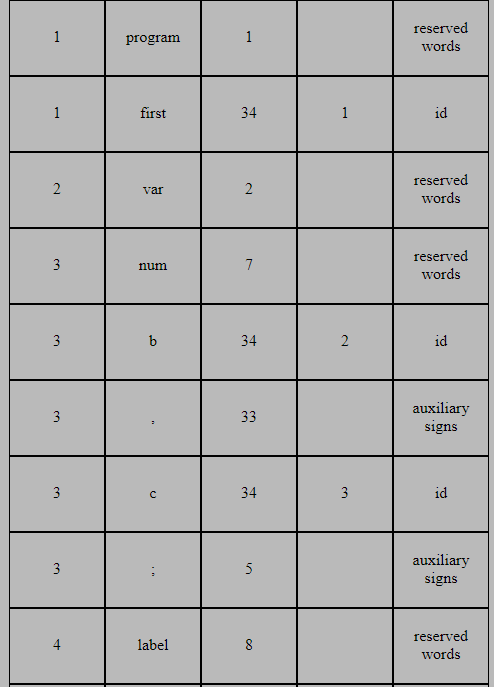 1 program 1 reserved words
1 first 34 1 id
2 var 2 reserved words
3 num 7 reserved words
3 b 34 2 id
3 , 33 auxiliary signs
3 c 34 3 id
3 ; 5 auxiliary signs
4 label 8 reserved words